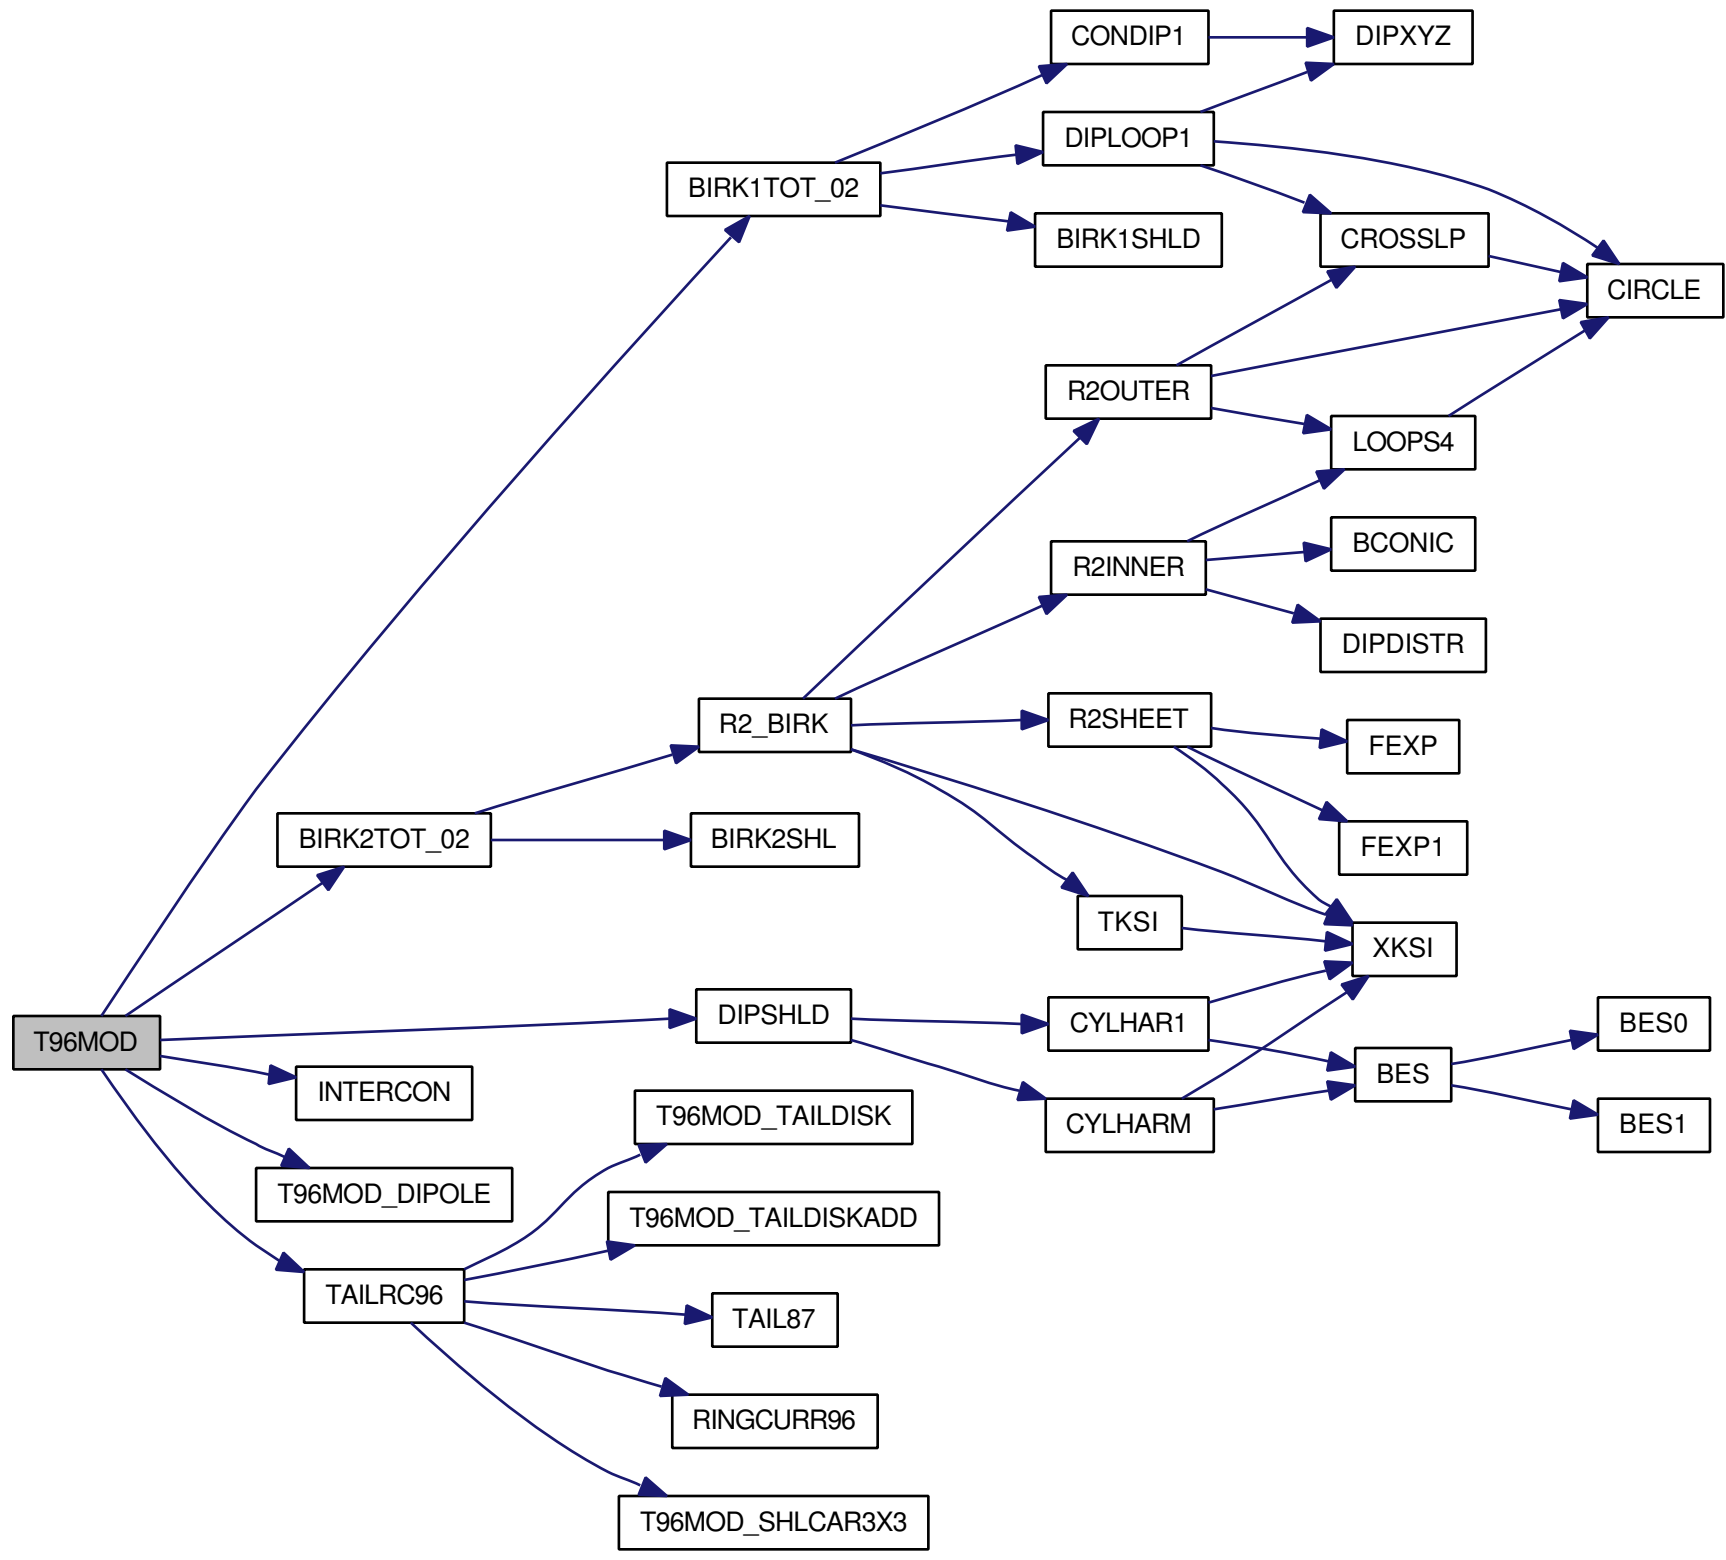 CONDIP1
DIPXYZ
DIPLOOP1
BIRK1TOT_02
BIRK1SHLD
CROSSLP
CIRCLE
R2OUTER
LOOPS4
BCONIC
R2INNER
DIPDISTR
R2_BIRK
R2SHEET
FEXP
BIRK2TOT_02
BIRK2SHL
FEXP1
TKSI
XKSI
DIPSHLD
CYLHAR1
BES0
T96MOD
BES
INTERCON
T96MOD_TAILDISK
CYLHARM
BES1
T96MOD_DIPOLE
T96MOD_TAILDISKADD
TAILRC96
TAIL87
RINGCURR96
T96MOD_SHLCAR3X3